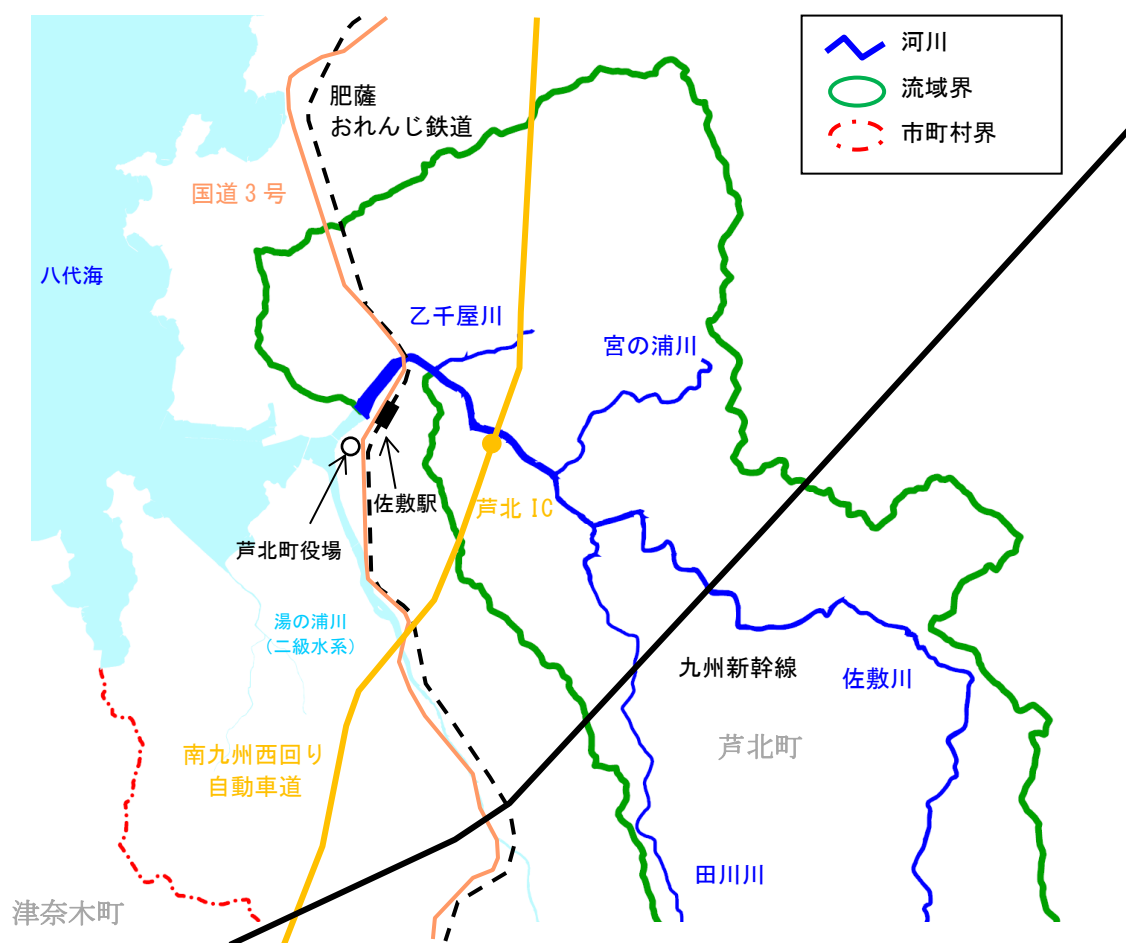 河川
流域界
市町村界
肥薩
おれんじ鉄道
国道3号
八代海
乙千屋川
宮の浦川
佐敷駅
芦北IC
芦北町役場
湯の浦川
(二級水系)
九州新幹線
佐敷川
芦北町
南九州西回り
自動車道
田川川
津奈木町